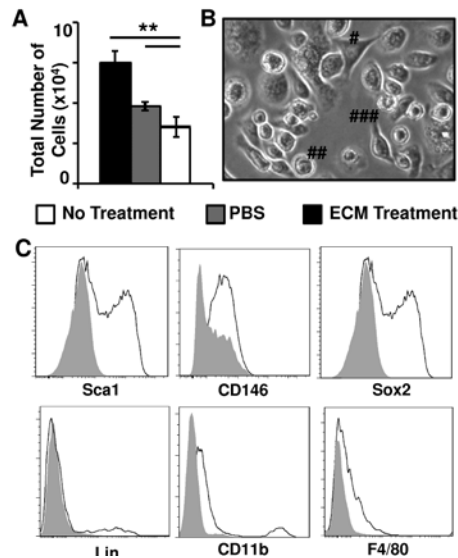 A
B
**
10
0
Total Number of
Cells (x10⁴)
#
###
##
No Treatment
PBS
ECM Treatment
C
Sca1
CD146
Sox2
Lin
CD11b
F4/80